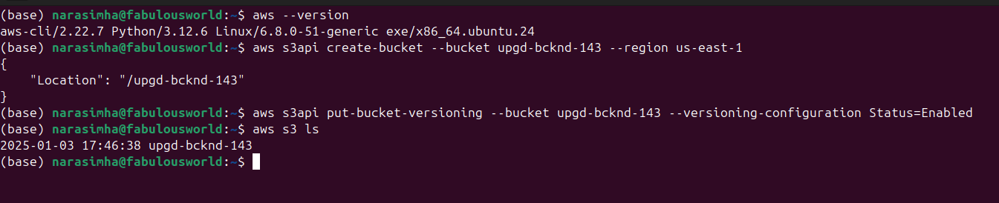 (base) narasimha@fabulousworld:~$ aws --version
aws-cli/2.22.7 Python/3.12.6 Linux/6.8.0-51-generic exe/x86_64.ubuntu.24
(base) narasimha@fabulousworld:~$ aws s3api create-bucket --bucket upgd-bcknd-143 --region us-east-1
{
    "Location": "/upgd-bcknd-143"
}
(base) narasimha@fabulousworld:~$ aws s3api put-bucket-versioning --bucket upgd-bcknd-143 --versioning-configuration Status=Enabled
(base) narasimha@fabulousworld:~$ aws s3 ls
2025-01-03 17:46:38 upgd-bcknd-143
(base) narasimha@fabulousworld:~$